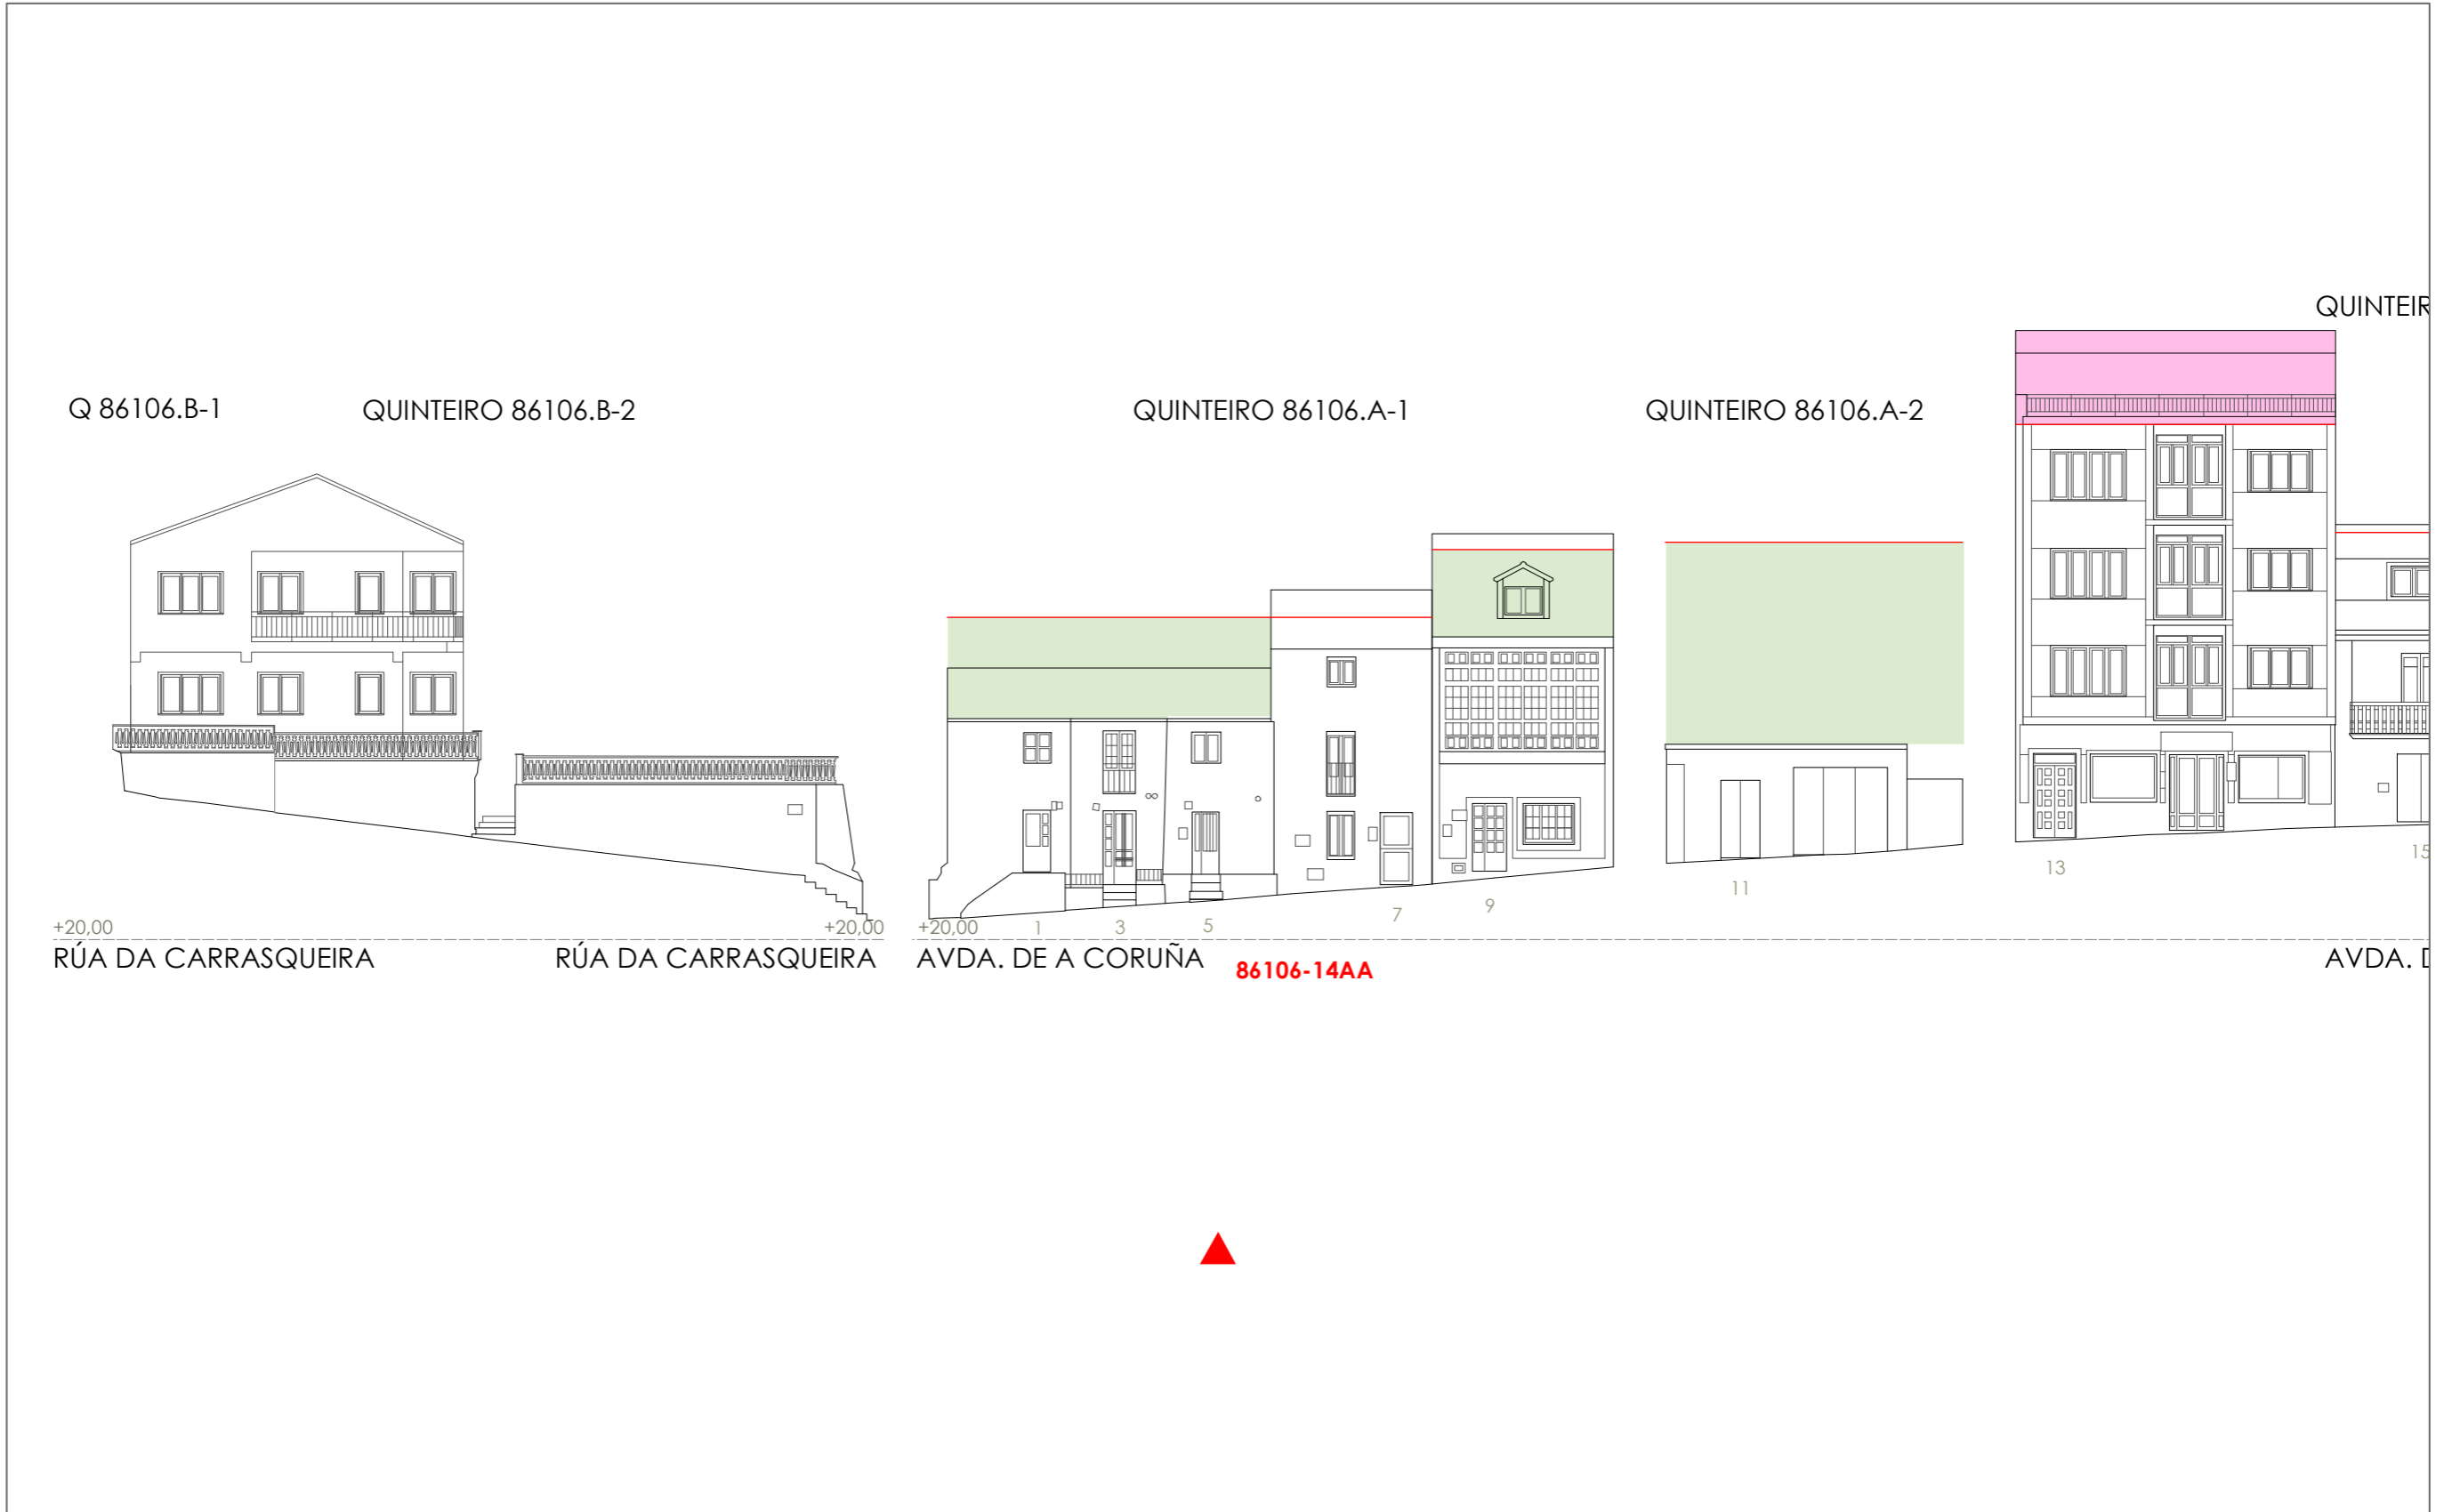 QUINTEIR
Q 86106.B-1
QUINTEIRO 86106.B-2
QUINTEIRO 86106.A-1
QUINTEIRO 86106.A-2
13
15
11
9
7
5
3
1
+20,00
+20,00
+20,00
RÚA DA CARRASQUEIRA
RÚA DA CARRASQUEIRA
AVDA. DE A CORUÑA
86106-14AA
AVDA.